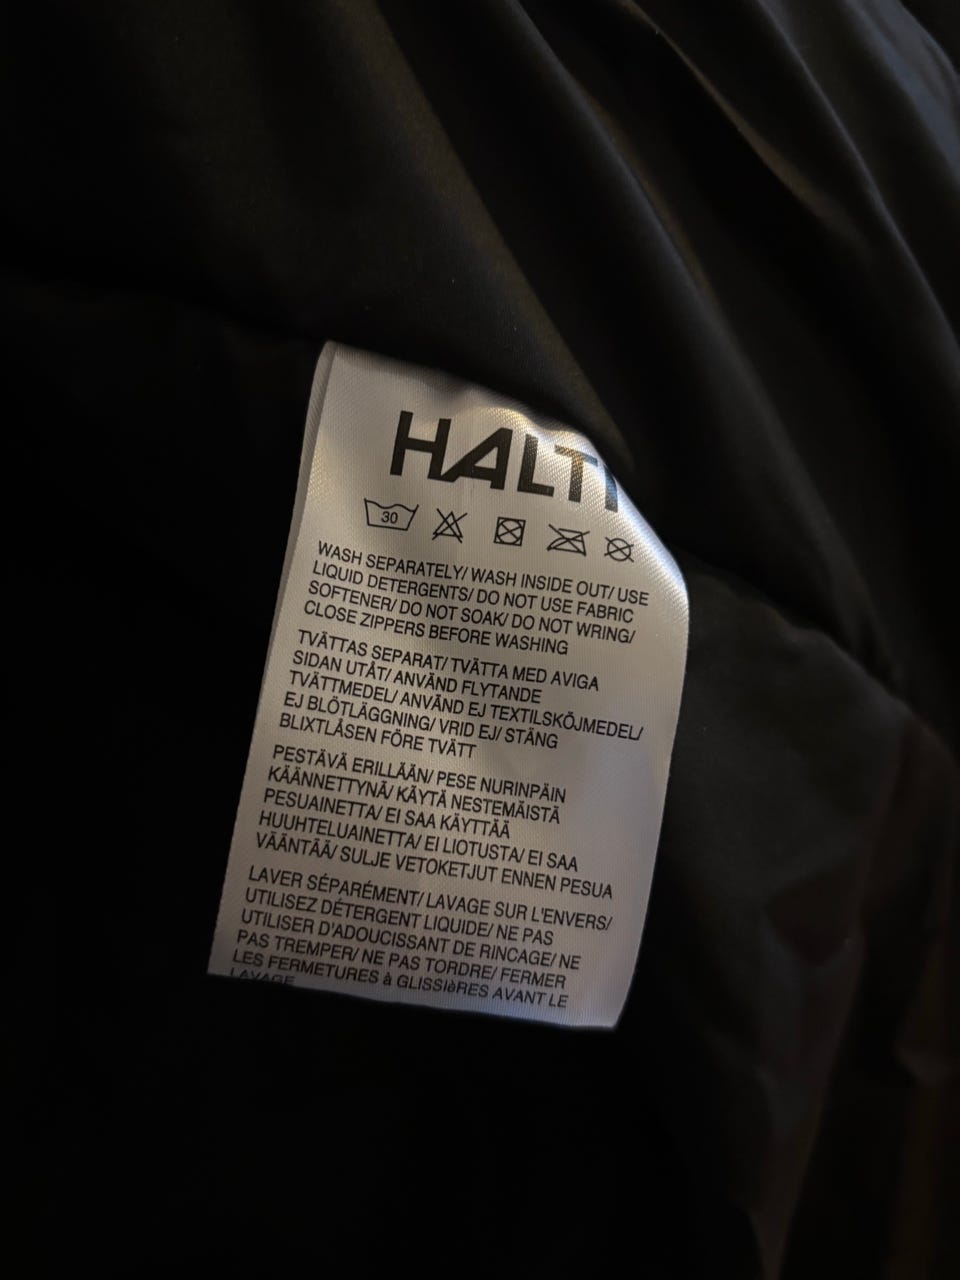 HALTI
30
WASH SEPARATELY/ WASH INSIDE OUT/ USE
LIQUID DETERGENTS/ DO NOT USE FABRIC
SOFTENER/ DO NOT SOAK/ DO NOT WRING/
CLOSE ZIPPERS BEFORE WASHING
TVÄTTAS SEPARAT/ TVÄTTA MED AVIGA
SIDAN UTÅT/ ANVÄND FLYTANDE
TVÄTTMEDEL/ ANVÄND EJ TEXTILSKÖJMEDEL/
EJ BLÖTLÄGGNING/ VRID EJ/ STÄNG
BLIXTLÅSEN FÖRE TVÄTT
PESTÄVÄ ERILLÄÄN/ PESE NURINPÄIN
KÄÄNNETTYNÄ/ KÄYTÄ NESTEMÄISTÄ
PESUAINETTA/ EI SAA KÄYTTÄÄ
HUUHTELUAINETTA/ EI LIOTUSTA/ EI SAA
VÄÄNTÄÄ/ SULJE VETOKETJUT ENNEN PESUA
LAVER SÉPARÉMENT/ LAVAGE SUR L'ENVERS/
UTILISEZ DÉTERGENT LIQUIDE/ NE PAS
UTILISER D'ADOUCISSANT DE RINCAGE/ NE
PAS TREMPER/ NE PAS TORDRE/ FERMER
LES FERMETURES à GLISSIèRES AVANT LE
LAVAGE